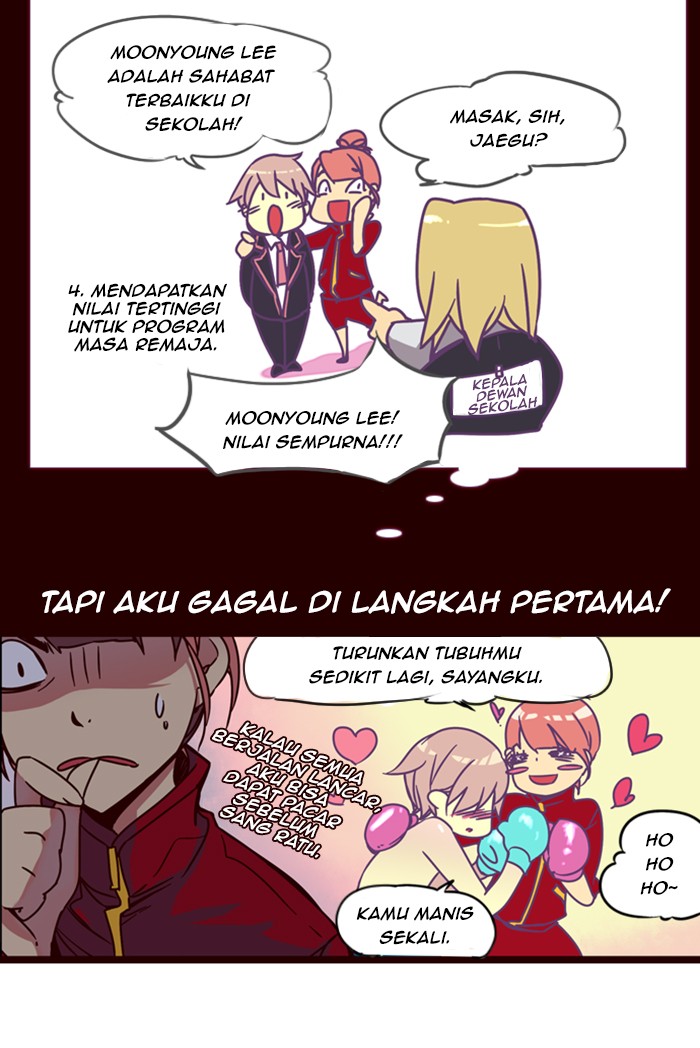 MOONYOUNG LEE
ADALAH SAHABAT
TERBAIKKU DI
SEKOLAH!
MASAK, SIH,
JAEGU?
4. MENDAPATKAN
NILAI TERTINGGI
UNTUK PROGRAM
MASA REMAJA.
KEPALA
DEWAN
SEKOLAH
MOONYOUNG LEE!
NILAI SEMPURNA!!!
TAPI AKU GAGAL DI LANGKAH PERTAMA!
TURUNKAN TUBUHMU
SEDIKIT LAGI, SAYANGKU.
KALAU SEMUA
BERJALAN LANCAR,
AKU BISA
DAPAT PACAR
SEBELUM
SANG RATU.
HO
HO
HO~
KAMU MANIS
SEKALI.